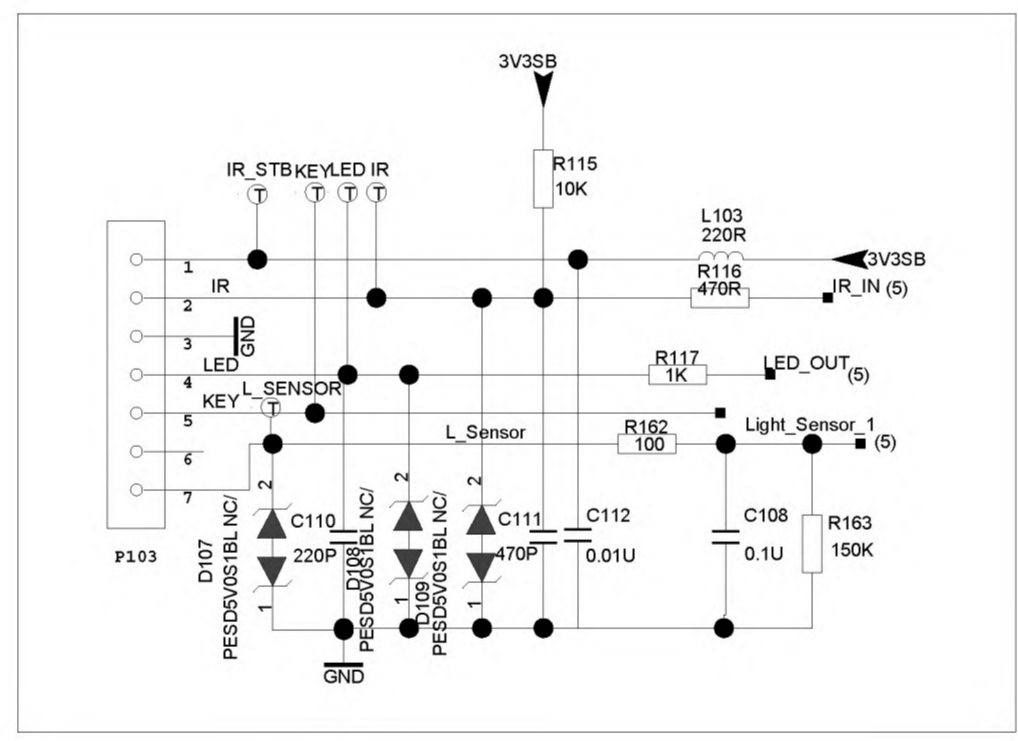 3V3SB
R115
10K
IR_STB KEY LED IR
T T T T
L103
220R
1
3V3SB
R116
470R
IR
2
IR_IN (5)
3
GND
LED
4
R117
1K
LED_OUT (5)
L_SENSOR
T
KEY
5
L_Sensor
R162
100
Light_Sensor_1
(5)
6
7
P103
2
D107
PESD5V0S1BL NC/
1
C110
220P
2
D108
PESD5V0S1BL NC/
1
2
D109
PESD5V0S1BL NC/
1
C111
470P
C112
0.01U
C108
0.1U
R163
150K
GND